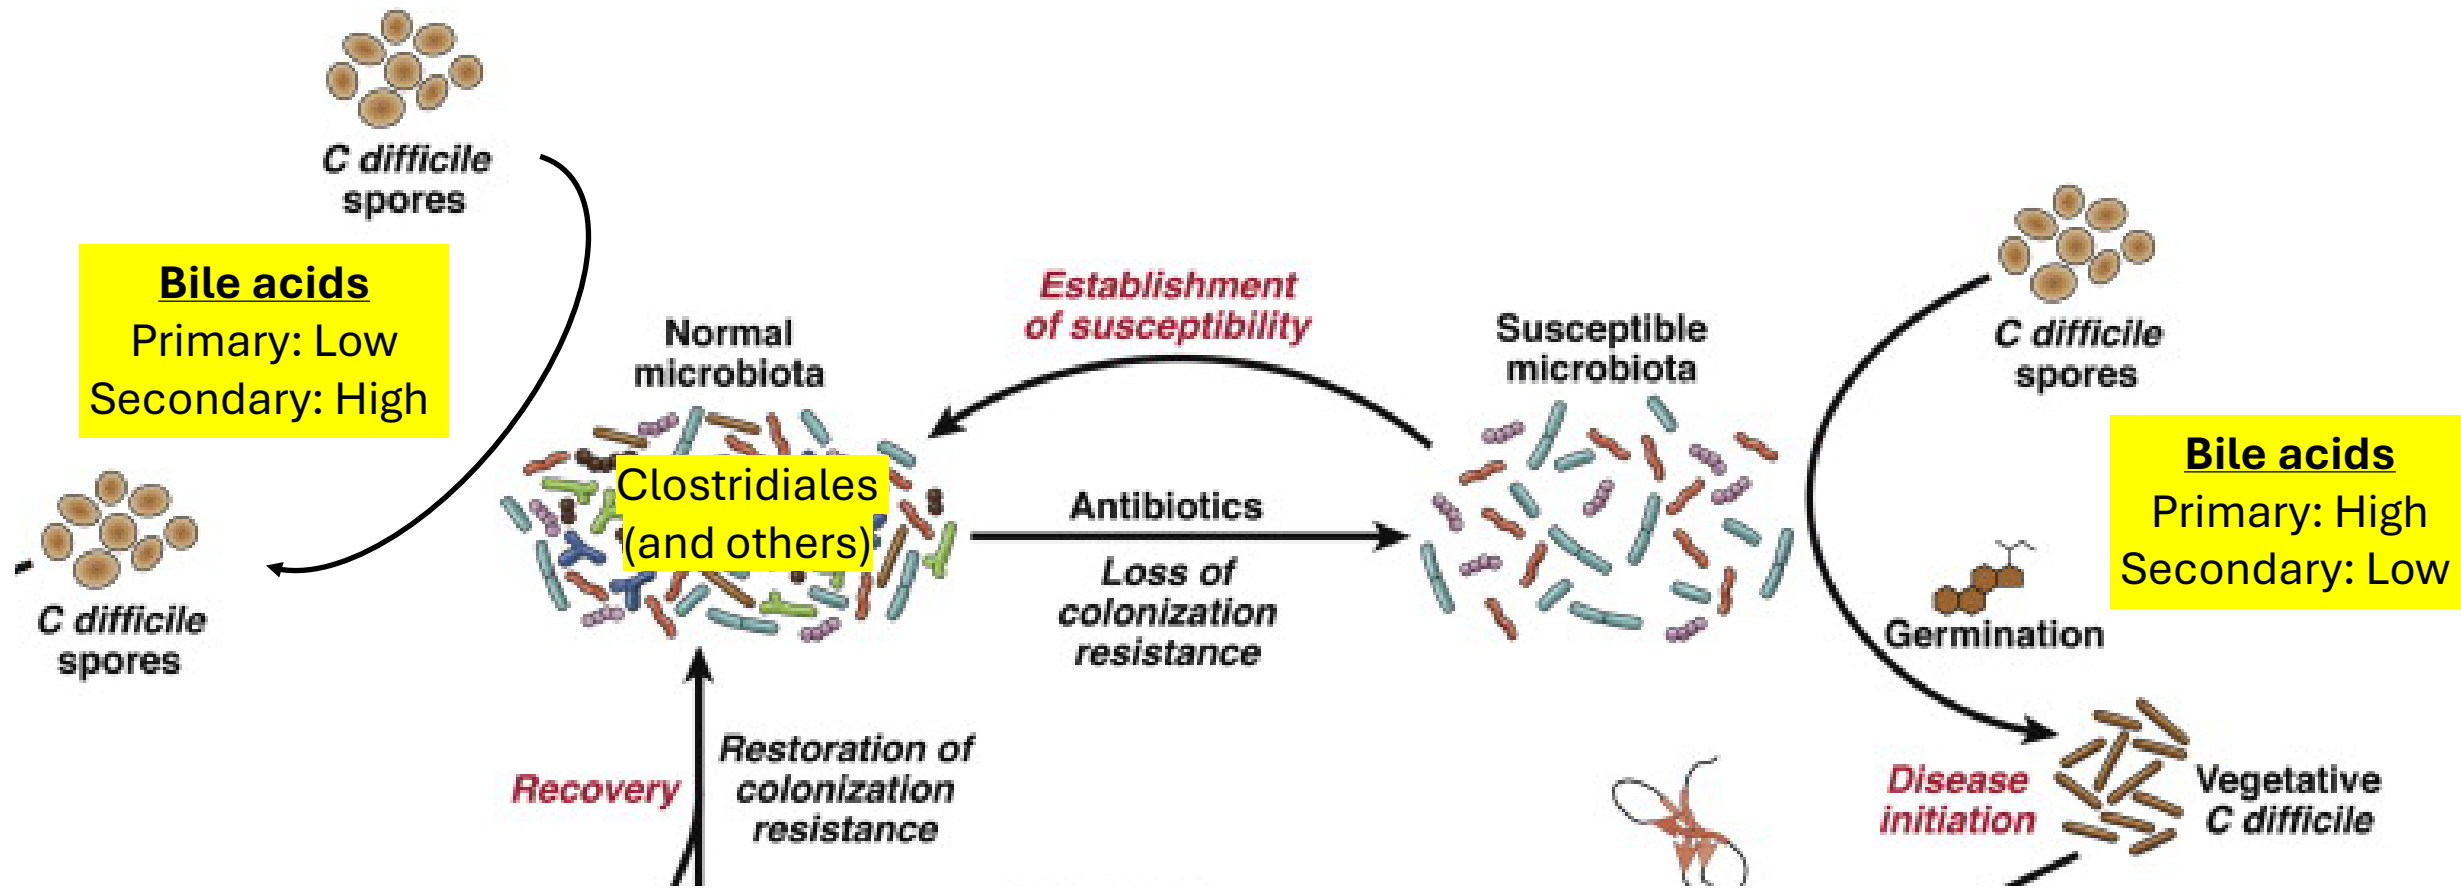 C difficile
spores
Bile acids
Primary: Low
Secondary: High
C difficile
spores
Normal
microbiota
Clostridiales
(and others)
Establishment
of susceptibility
Antibiotics
Loss of
colonization
resistance
Susceptible
microbiota
C difficile
spores
Bile acids
Primary: High
Secondary: Low
Germination
Recovery
Restoration of
colonization
resistance
Disease
initiation
Vegetative
C difficile